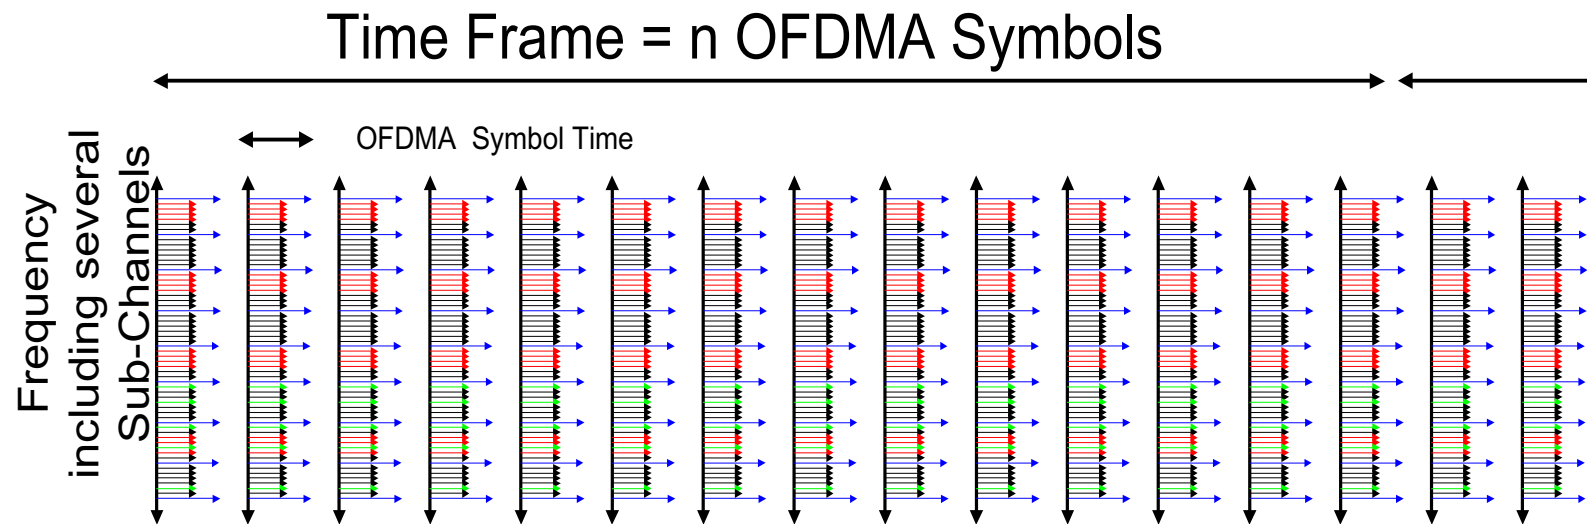 Time Frame = n OFDMA Symbols
OFDMA Symbol Time
Frequency
including several
Sub-Channels